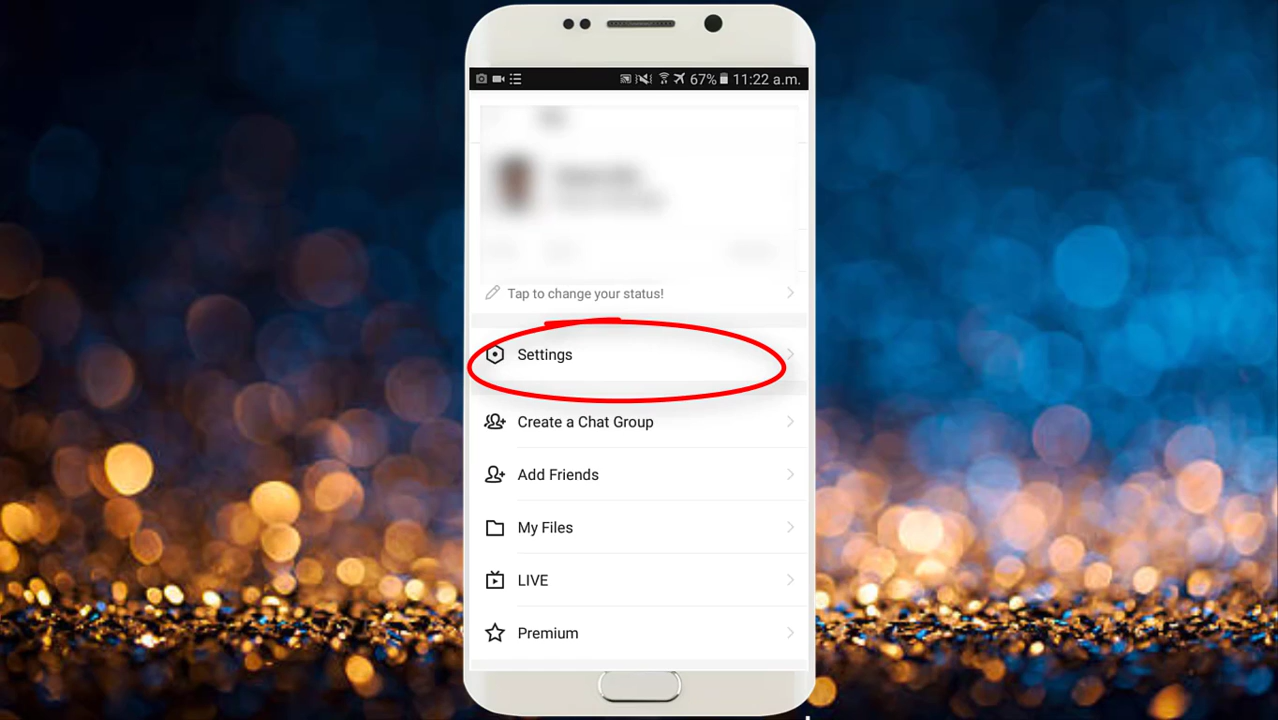 67% 11:22 a.m.
Tap to change your status!
Settings
Create a Chat Group
Add Friends
My Files
LIVE
Premium